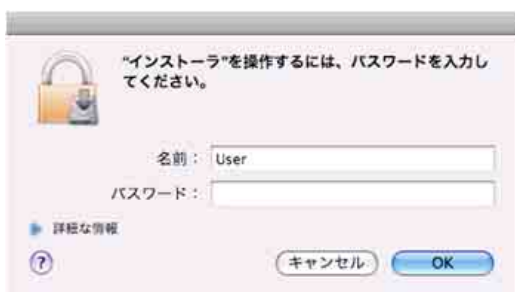 “インストーラ”を操作するには、パスワードを入力し
てください。
名前：
User
パスワード：
詳細な情報
?
キャンセル
OK